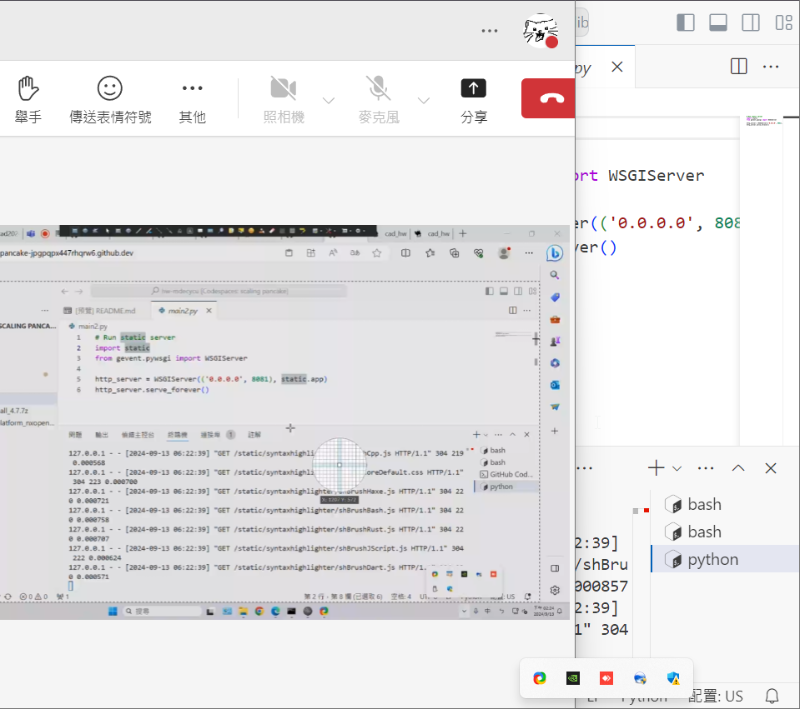 ib
py
舉手
傳送表情符號
其他
照相機
麥克風
分享
ort WSGIServer
er(('0.0.0.0', 808
ver()
cad_hw
cad_hw
pancake-jpgpqpx447rhqrw6.github.dev
[預覽] README.md
main2.py
SCALING PANCA...
main2.py
1 # Run static server
2 import static
3 from gevent.pywsgi import WSGIServer
4
5 http_server = WSGIServer(('0.0.0.0', 8081), static.app)
6 http_server.serve_forever()
all_4.7.7z
latform_nxopen...
問題
輸出
偵錯主控台
終端機
連接埠
1
註解
127.0.0.1 - - [2024-09-13 06:22:39] "GET /static/syntaxhighli
hCpp.js HTTP/1.1" 304 219
0 0.000568
127.0.0.1 - - [2024-09-13 06:22:39] "GET /static/syntaxhighli
oreDefault.css HTTP/1.1"
304 223 0.000700
127.0.0.1 - - [2024-09-13 06:22:39] "GET /static/syntaxhighlighter/shBrushHaxe.js HTTP/1.1" 304 22
0 0.000721
127.0.0.1 - - [2024-09-13 06:22:39] "GET /static/syntaxhighlighter/shBrushBash.js HTTP/1.1" 304 22
0 0.000758
127.0.0.1 - - [2024-09-13 06:22:39] "GET /static/syntaxhighlighter/shBrushRust.js HTTP/1.1" 304 22
0 0.000707
127.0.0.1 - - [2024-09-13 06:22:39] "GET /static/syntaxhighlighter/shBrushJScript.js HTTP/1.1" 304
222 0.000624
127.0.0.1 - - [2024-09-13 06:22:39] "GET /static/syntaxhighlighter/shBrushDart.js HTTP/1.1" 304 22
0 0.000571
bash
bash
GitHub Cod...
python
第 2 行，第 8 欄 (已選取 6)
空格: 4
US
搜尋
bash
bash
python
2:39]
/shBru
000857
2:39]
1" 304
LF
Python
配置: US